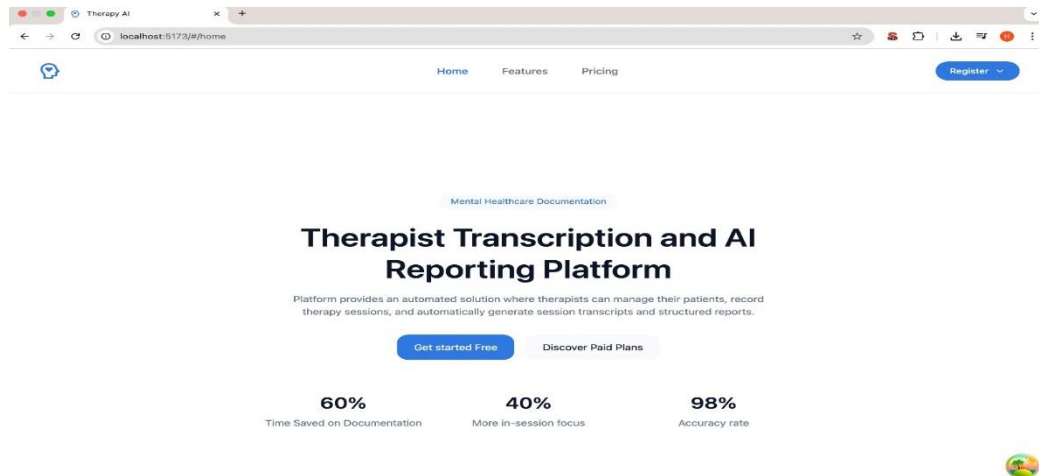 Therapy AI
localhost:5173/#/home
Home Features Pricing
Register
Mental Healthcare Documentation
Therapist Transcription and AI
Reporting Platform
Platform provides an automated solution where therapists can manage their patients, record
therapy sessions, and automatically generate session transcripts and structured reports.
Get started Free Discover Paid Plans
60% 40% 98%
Time Saved on Documentation More in-session focus Accuracy rate